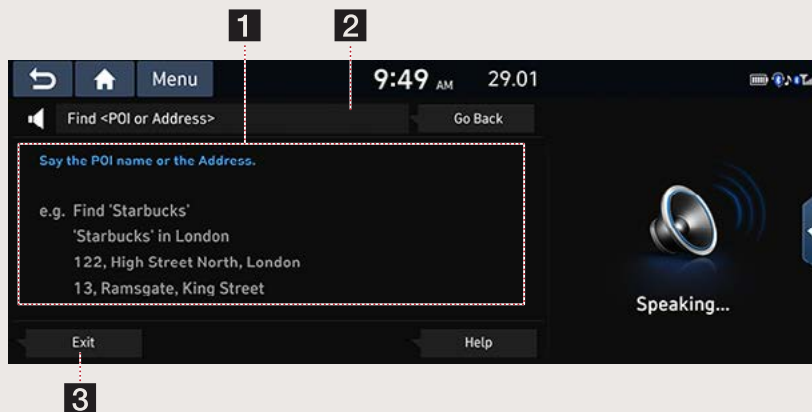 1 2
Menu 9:49 AM 29.01
Find <POI or Address> Go Back
Say the POI name or the Address.
e.g. Find 'Starbucks'
'Starbucks' in London
122, High Street North, London
13, Ramsgate, King Street
Speaking...
Exit Help
3